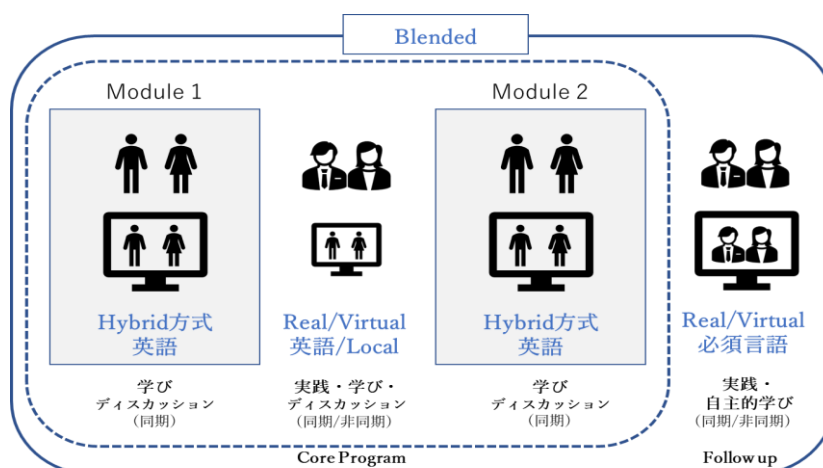 Blended
Module 1
Module 2
Hybrid方式
英語
Real/Virtual
英語/Local
Hybrid方式
英語
Real/Virtual
必須言語
学び
ディスカッション
(同期)
実践・学び・
ディスカッション
(同期/非同期)
学び
ディスカッション
(同期)
実践・
自主的学び
(同期/非同期)
Core Program
Follow up